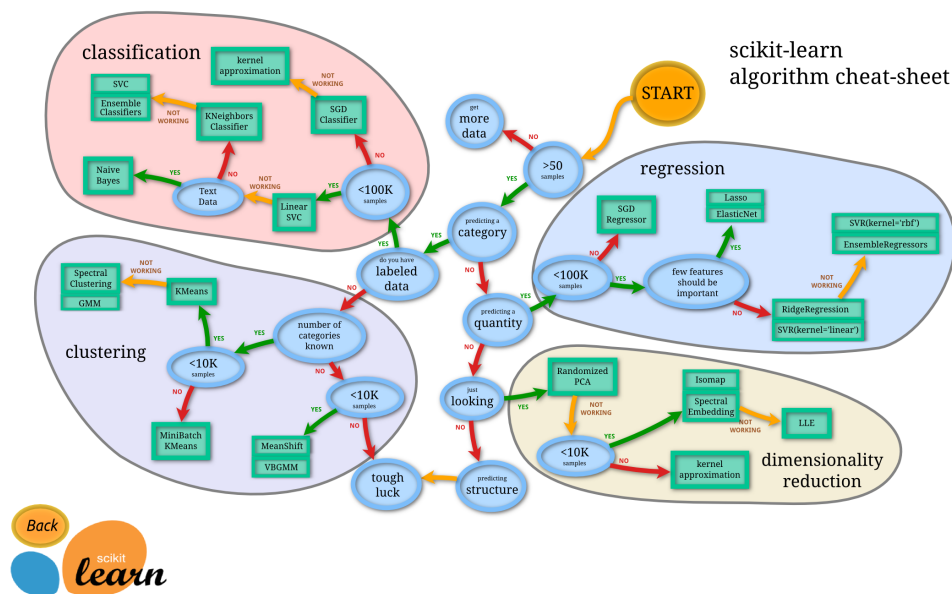 scikit-learn
algorithm cheat-sheet
START
get
more
data
NO
>50
samples
YES
predicting a
category
YES
NO
do you have
labeled
data
YES
NO
predicting a
quantity
YES
NO
just
looking
YES
NO
predicting
structure
tough
luck
classification
kernel
approximation
NOT
WORKING
SGD
Classifier
NO
<100K
samples
YES
Linear
SVC
NOT
WORKING
Text
Data
YES
Naive
Bayes
NO
KNeighbors
Classifier
NOT
WORKING
SVC
Ensemble
Classifiers
regression
SGD
Regressor
NO
<100K
samples
YES
few features
should be
important
YES
Lasso
ElasticNet
NO
RidgeRegression
SVR(kernel='linear')
NOT
WORKING
SVR(kernel='rbf')
EnsembleRegressors
clustering
number of
categories
known
YES
NO
<10K
samples
YES
KMeans
NOT
WORKING
Spectral
Clustering
GMM
NO
MiniBatch
KMeans
<10K
samples
YES
MeanShift
VBGMM
NO
dimensionality
reduction
Randomized
PCA
NOT
WORKING
<10K
samples
YES
Isomap
Spectral
Embedding
NOT
WORKING
LLE
NO
kernel
approximation
Back
scikit
learn